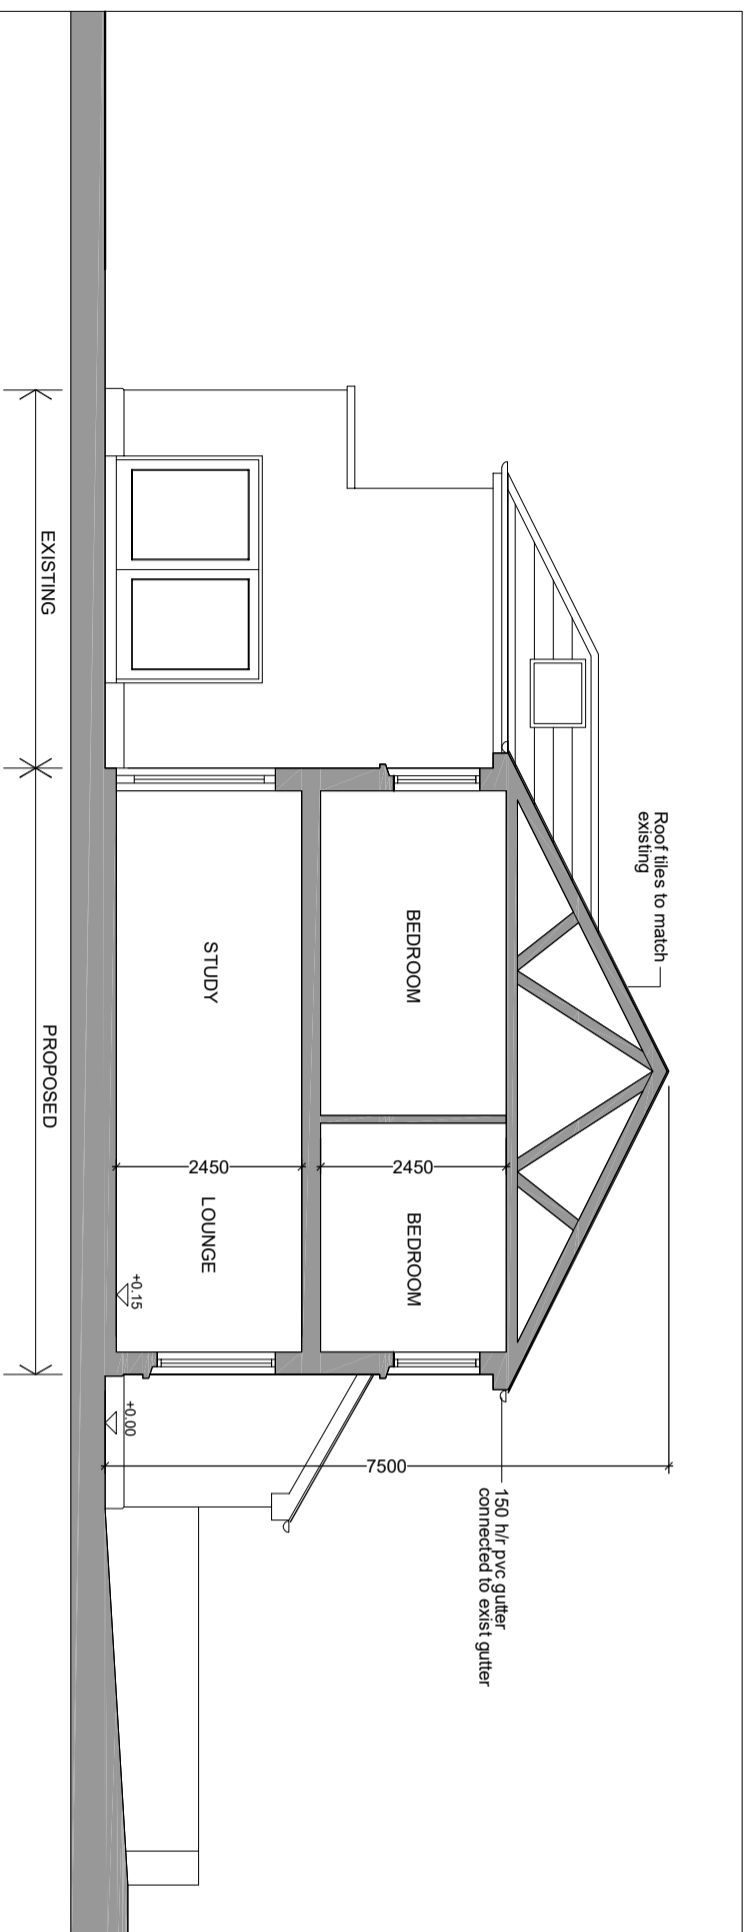 Roof tiles to match
existing
150 h/r pvc gutter
connected to exist gutter
BEDROOM
2450
BEDROOM
7500
STUDY
2450
LOUNGE
+0.15
+0.00
EXISTING
PROPOSED